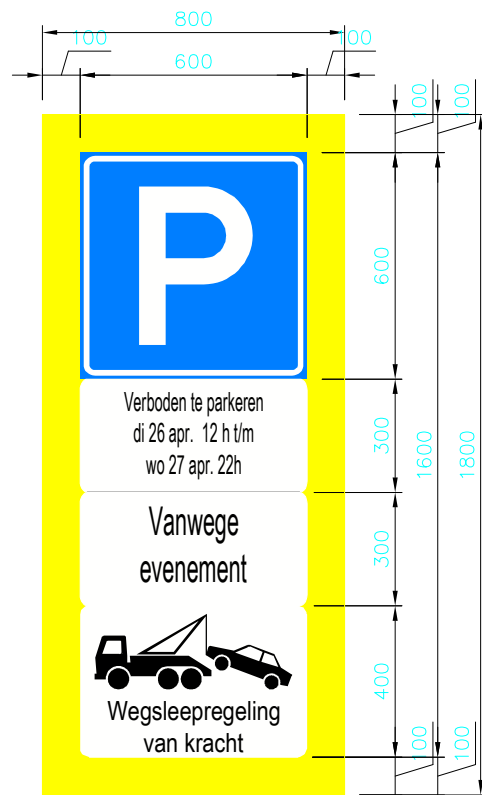 800
100
100
600
100
100
P
600
Verboden te parkeren
di 26 apr. 12 h t/m
wo 27 apr. 22h
300
1600
1800
Vanwege
evenement
300
400
Wegsleepregeling
van kracht
100
100